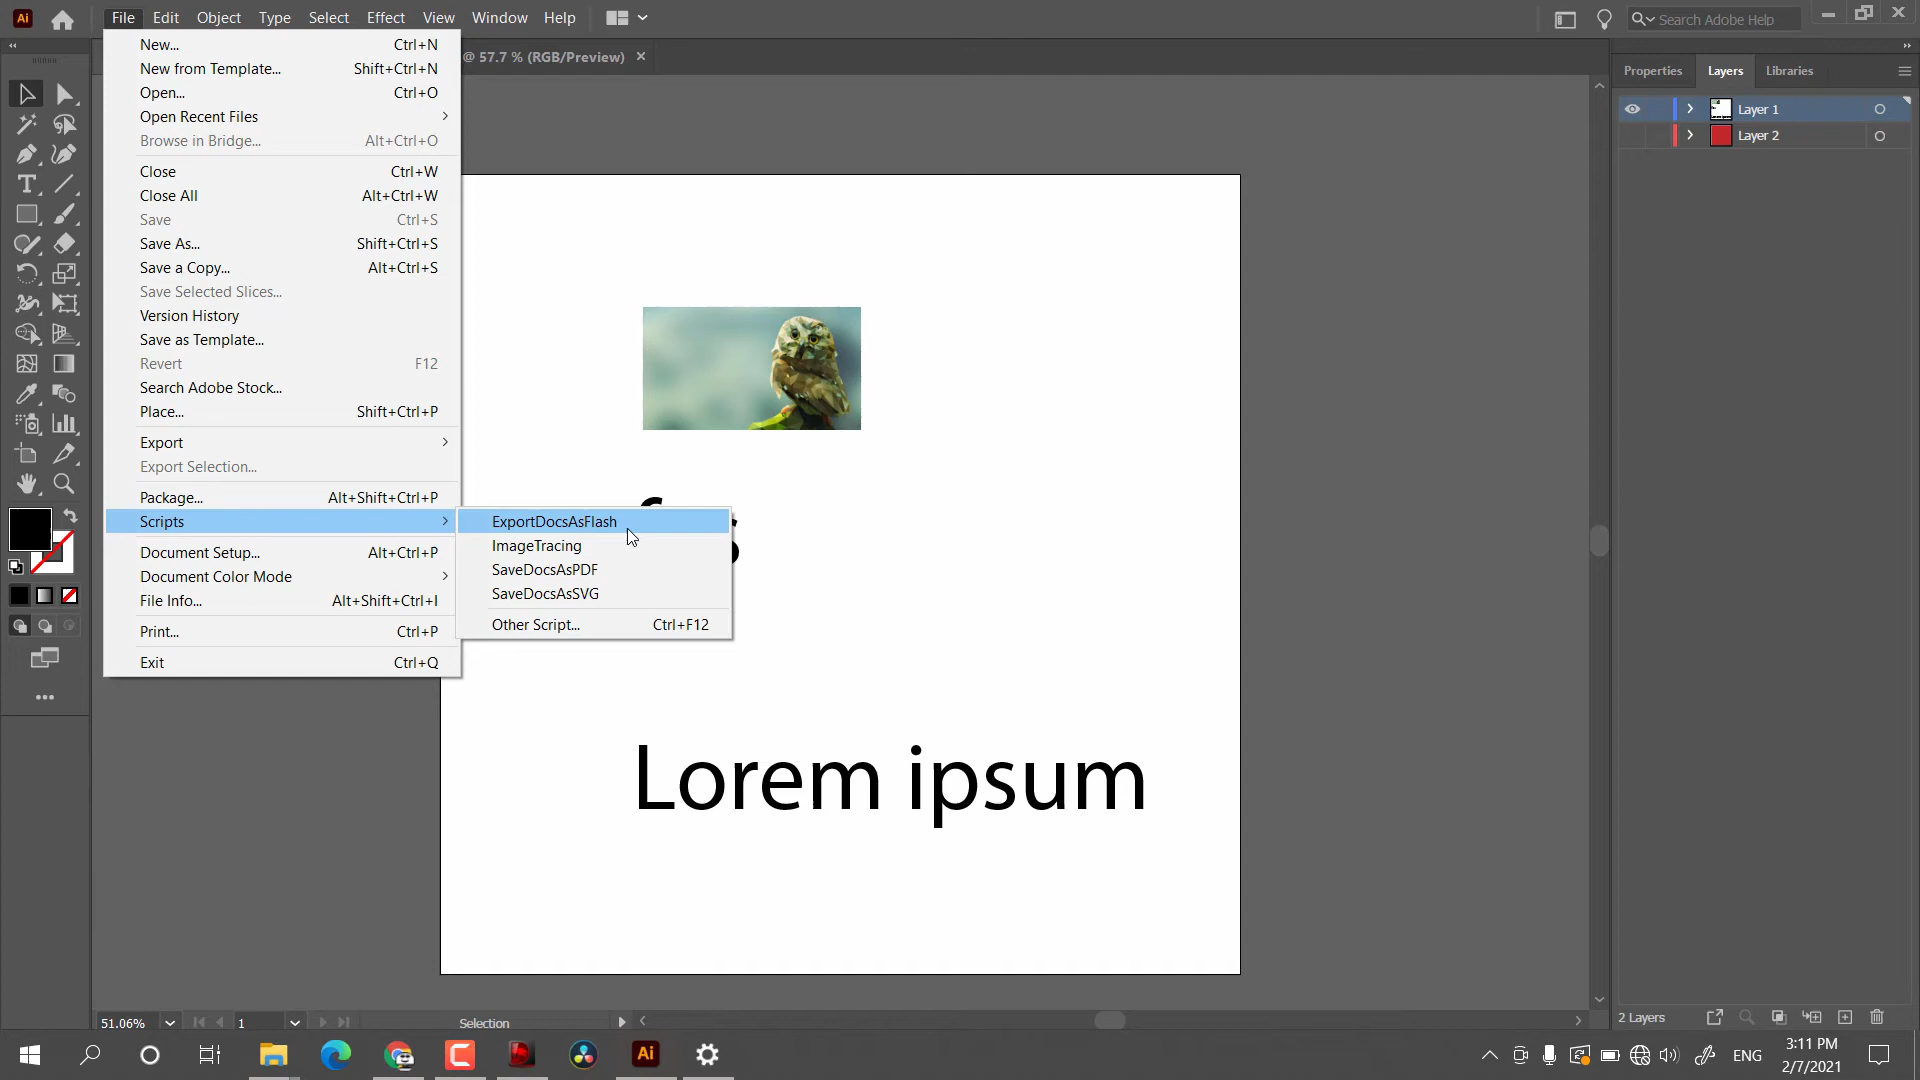 Ai File Edit Object Type Select Effect View Window Help Search Adobe Help
@ 57.7 % (RGB/Preview) ×
New... Ctrl+N
New from Template... Shift+Ctrl+N
Open... Ctrl+O
Open Recent Files
Browse in Bridge... Alt+Ctrl+O
Close Ctrl+W
Close All Alt+Ctrl+W
Save Ctrl+S
Save As... Shift+Ctrl+S
Save a Copy... Alt+Ctrl+S
Save Selected Slices...
Version History
Save as Template...
Revert F12
Search Adobe Stock...
Place... Shift+Ctrl+P
Export
Export Selection...
Package... Alt+Shift+Ctrl+P
Scripts
Document Setup... Alt+Ctrl+P
Document Color Mode
File Info... Alt+Shift+Ctrl+I
Print... Ctrl+P
Exit Ctrl+Q
ExportDocsAsFlash
ImageTracing
SaveDocsAsPDF
SaveDocsAsSVG
Other Script... Ctrl+F12
Lorem ipsum
Properties Layers Libraries
Layer 1
Layer 2
2 Layers
51.06% 1 Selection
Ai ENG 3:11 PM
2/7/2021